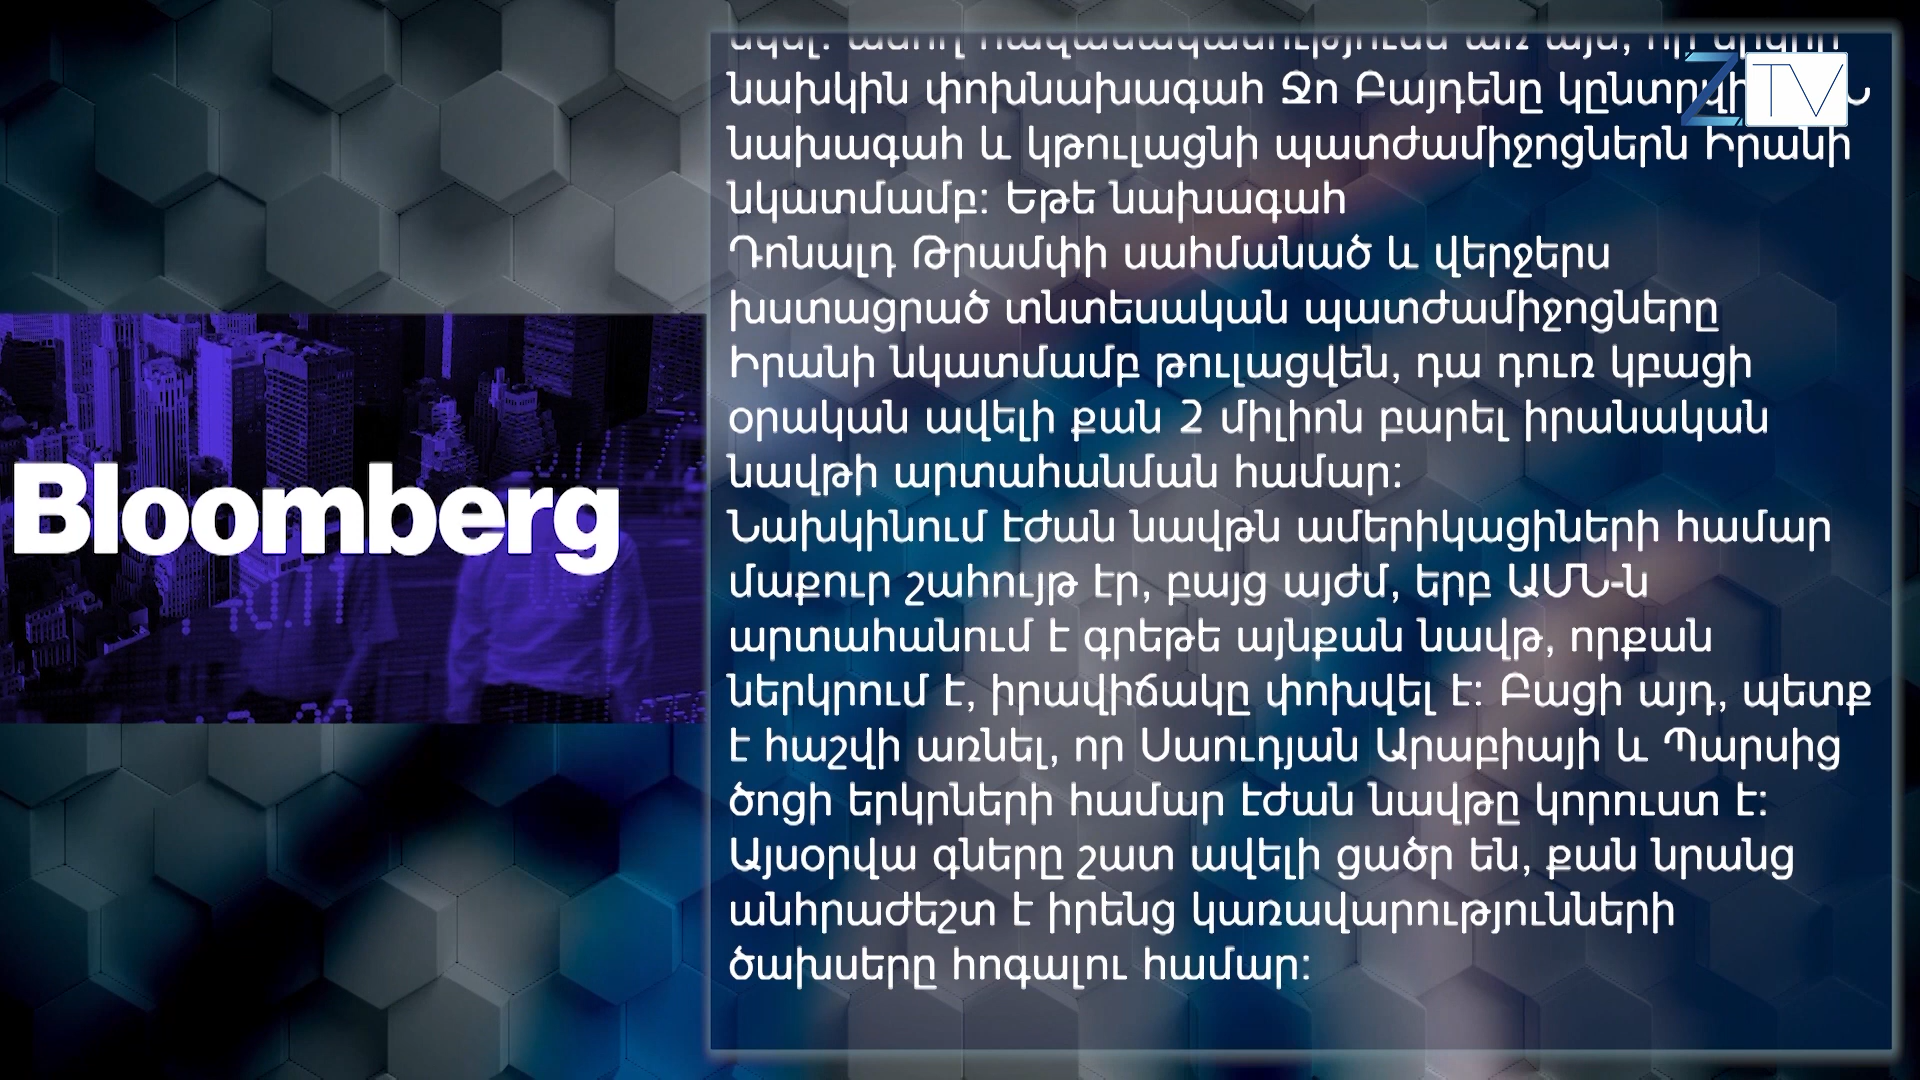 նախկին փոխնախագահ Ջո Բայդենը
նախագահ և կթուլացնի պատժամիջոցներն Իրանի
նկատմամբ: Եթե նախագահ
Դոնալդ Թրամփի սահմանած և վերջերս
խստացրած տնտեսական պատժամիջոցները
Իրանի նկատմամբ թուլացվեն, դա դուռ կբացի
օրական ավելի քան 2 միլիոն բարել իրանական
նավթի արտահանման համար:
Նախկինում էժան նավթն ամերիկացիների համար
մաքուր շահույթ էր, բայց այժմ, երբ ԱՄՆ-ն
արտահանում է գրեթե այնքան նավթ, որքան
ներկրում է, իրավիճակը փոխվել է: Բացի այդ, պետք
է հաշվի առնել, որ Սաուդյան Արաբիայի և Պարսից
ծոցի երկրների համար էժան նավթը կորուստ է:
Այսօրվա գները շատ ավելի ցածր են, քան նրանց
անհրաժեշտ է իրենց կառավարությունների
ծախսերը հոգալու համար:
Bloomberg
ZTV